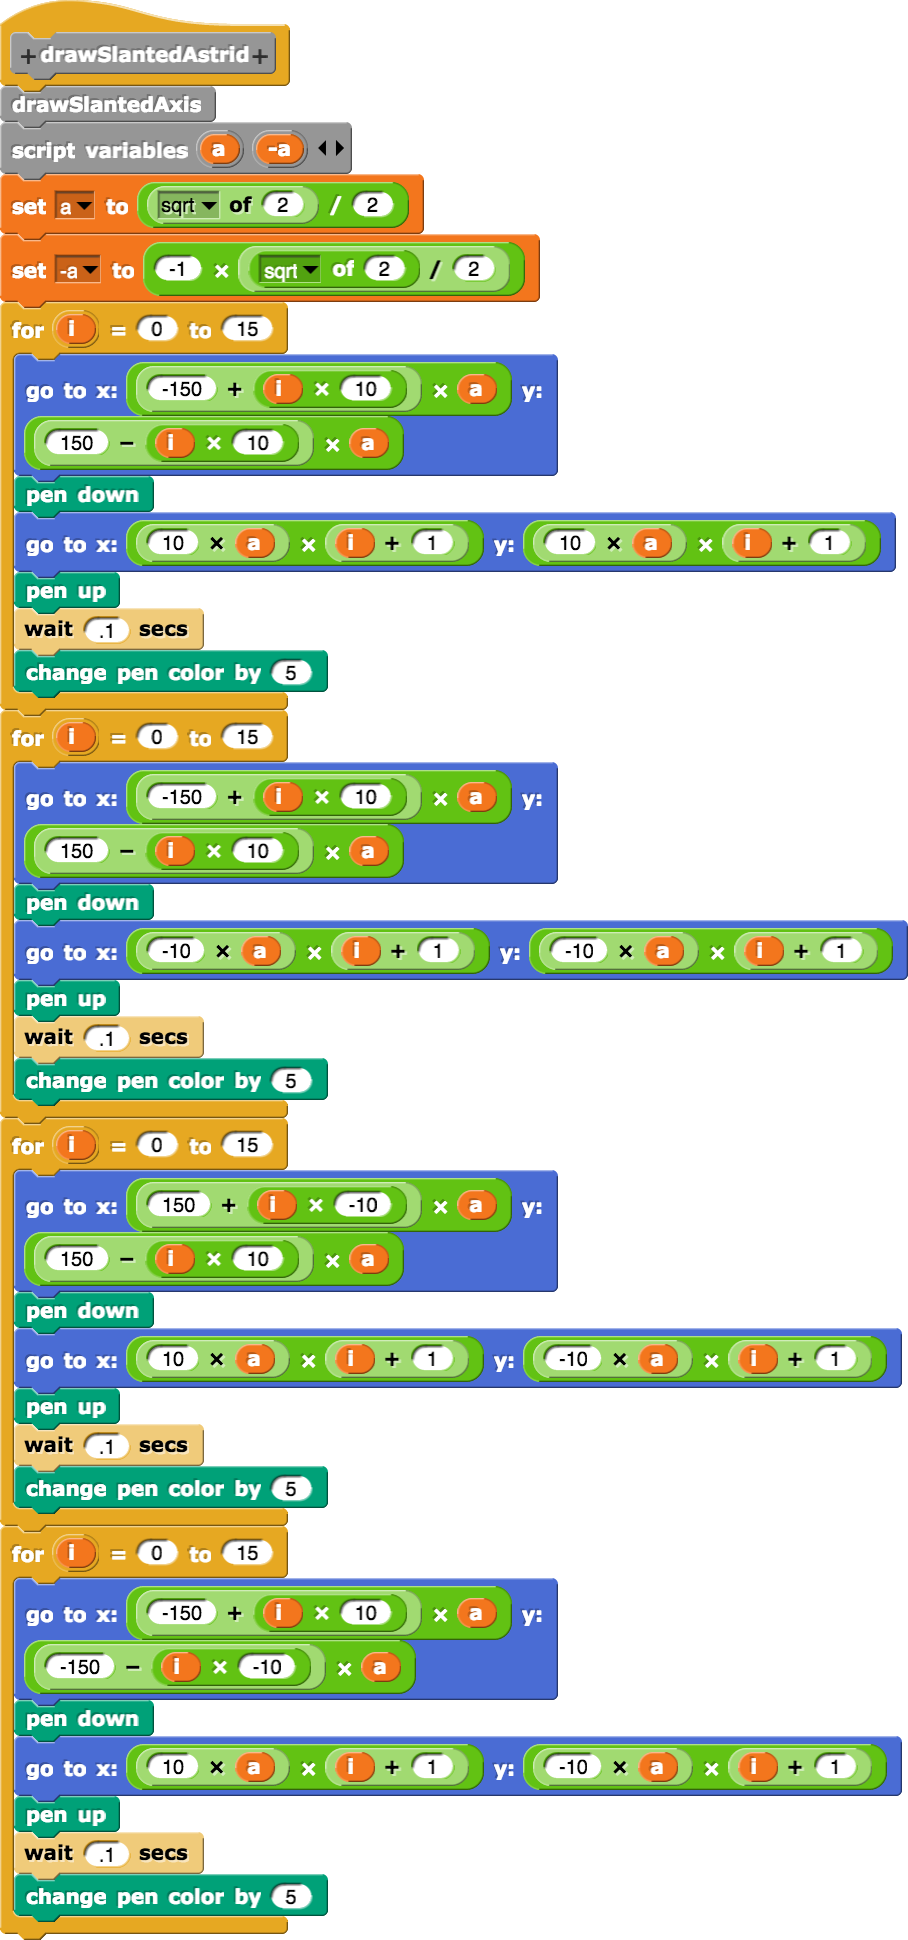 +drawSlantedAstrid+
drawSlantedAxis
script variables a -a
set a to sqrt of 2 / 2
set -a to -1 × sqrt of 2 / 2
for i = 0 to 15
go to x: -150 + i × 10 × a y:
150 − i × 10 × a
pen down
go to x: 10 × a × i + 1 y: 10 × a × i + 1
pen up
wait .1 secs
change pen color by 5
for i = 0 to 15
go to x: -150 + i × 10 × a y:
150 − i × 10 × a
pen down
go to x: -10 × a × i + 1 y: -10 × a × i + 1
pen up
wait .1 secs
change pen color by 5
for i = 0 to 15
go to x: 150 + i × -10 × a y:
150 − i × 10 × a
pen down
go to x: 10 × a × i + 1 y: -10 × a × i + 1
pen up
wait .1 secs
change pen color by 5
for i = 0 to 15
go to x: -150 + i × 10 × a y:
-150 − i × -10 × a
pen down
go to x: 10 × a × i + 1 y: -10 × a × i + 1
pen up
wait .1 secs
change pen color by 5